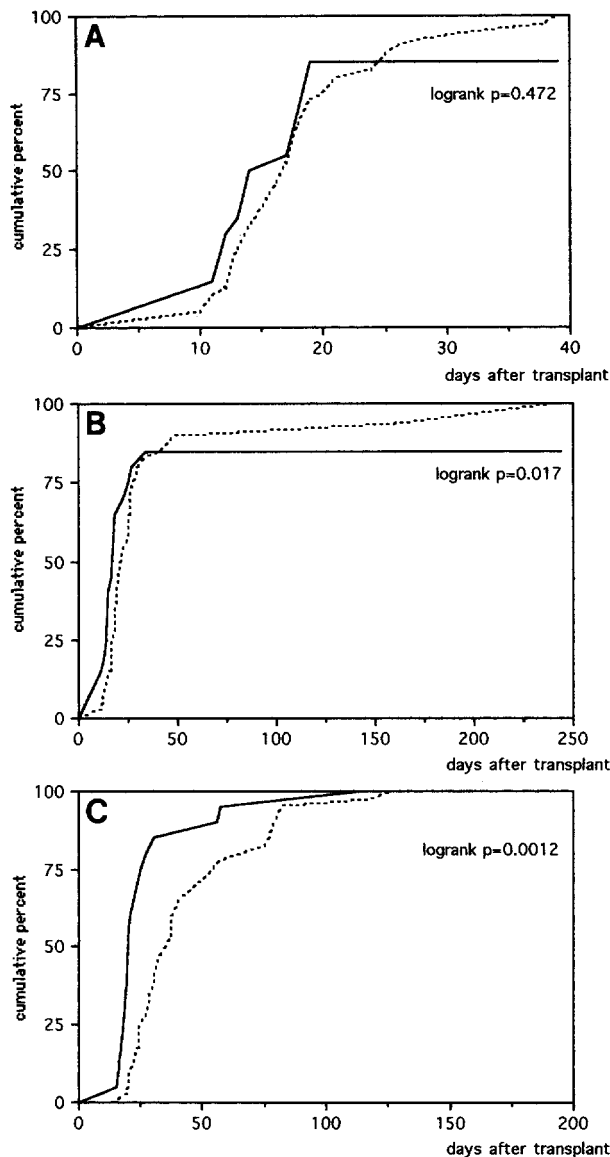 A
100
75
50
25
0
cumulative percent
logrank p=0.472
0 10 20 30 40
days after transplant
B
100
75
50
25
0
cumulative percent
logrank p=0.017
0 50 100 150 200 250
days after transplant
C
100
75
50
25
0
cumulative percent
logrank p=0.0012
0 50 100 150 200
days after transplant